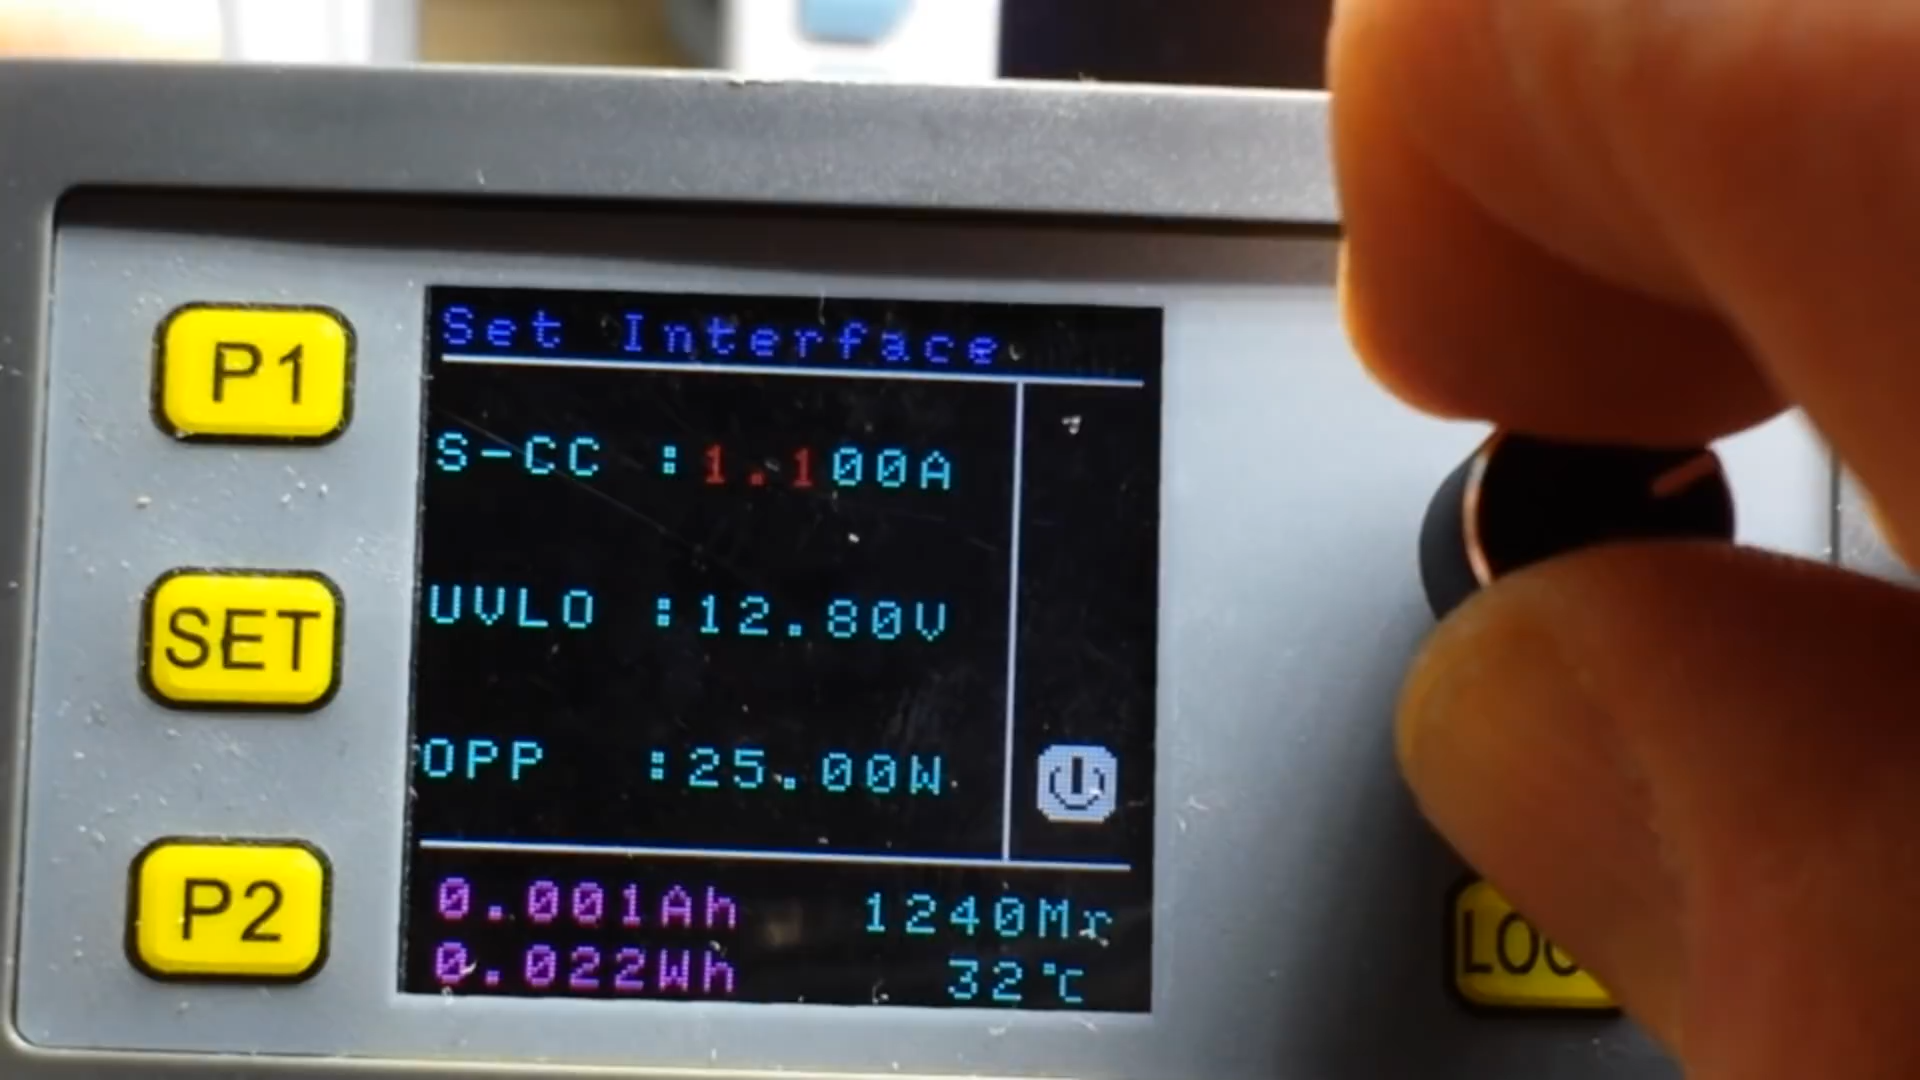 P1
SET
P2
Set Interface
S-CC :1.100A
UVLO :12.80V
OPP :25.00W
0.001Ah 1240Mr
0.022Wh 32℃